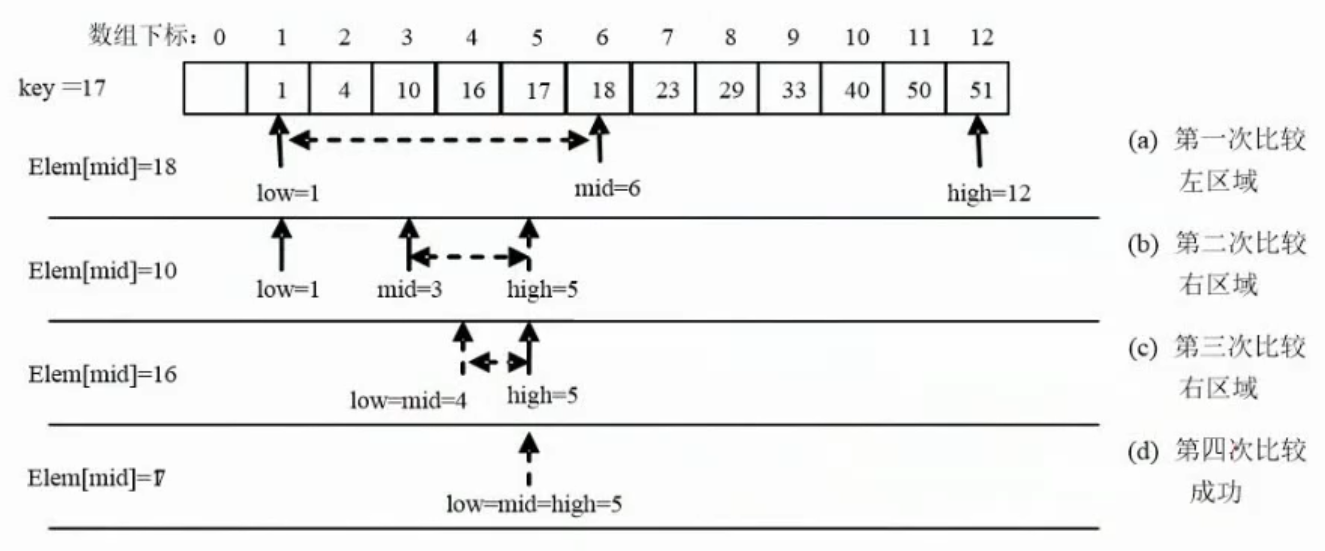 数组下标：0 1 2 3 4 5 6 7 8 9 10 11 12
key =17 1 4 10 16 17 18 23 29 33 40 50 51
Elem[mid]=18 low=1 mid=6 high=12 (a) 第一次比较
左区域
Elem[mid]=10 low=1 mid=3 high=5 (b) 第二次比较
右区域
Elem[mid]=16 low=mid=4 high=5 (c) 第三次比较
右区域
Elem[mid]=17 low=mid=high=5 (d) 第四次比较
成功